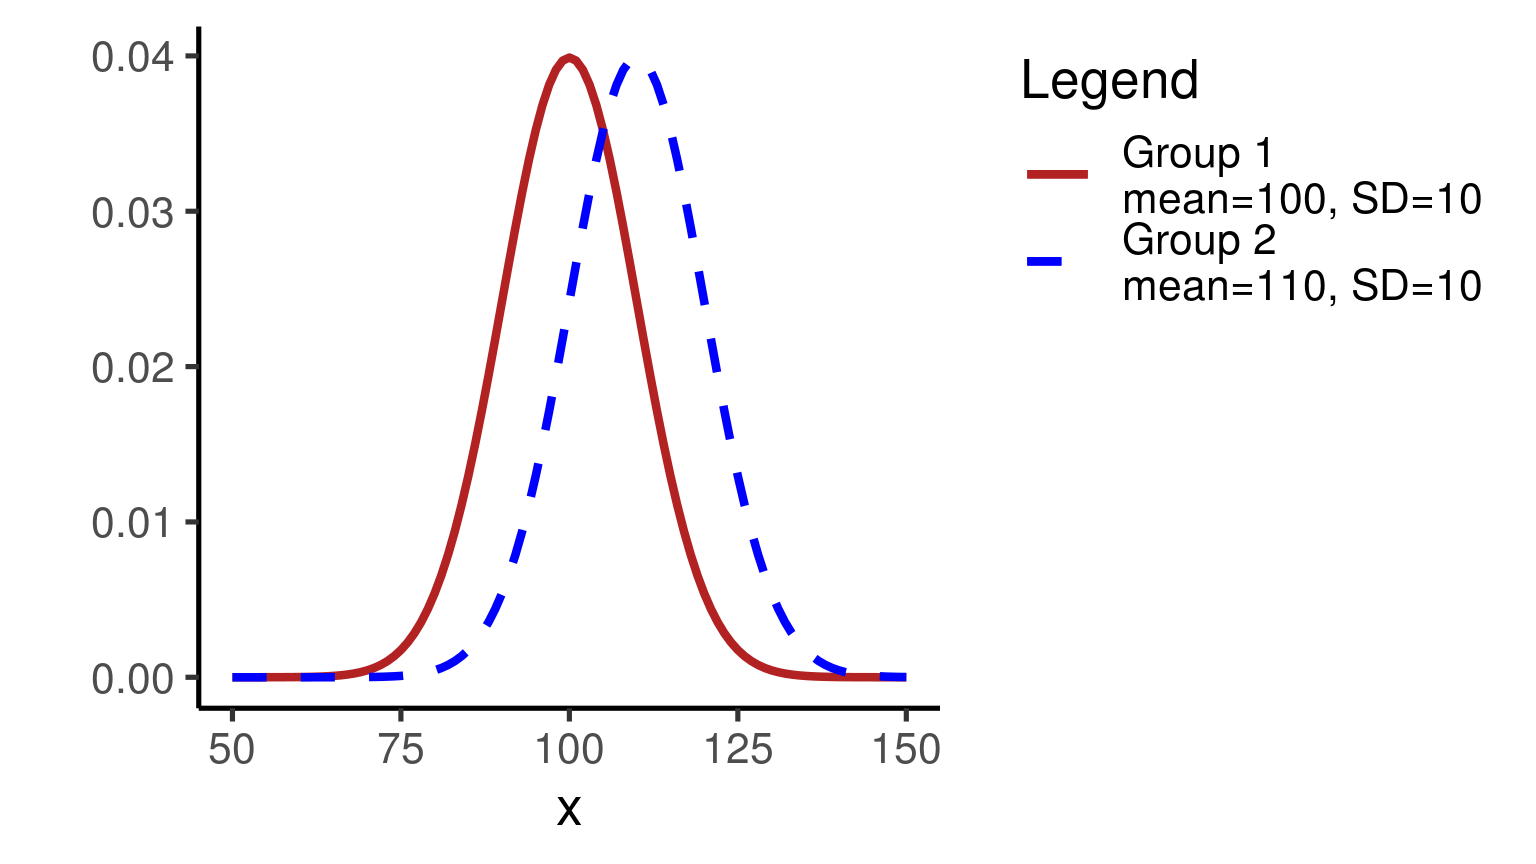 0.04
0.03
0.02
0.01
0.00
50 75 100 125 150
x
Legend
Group 1
mean=100, SD=10
Group 2
mean=110, SD=10